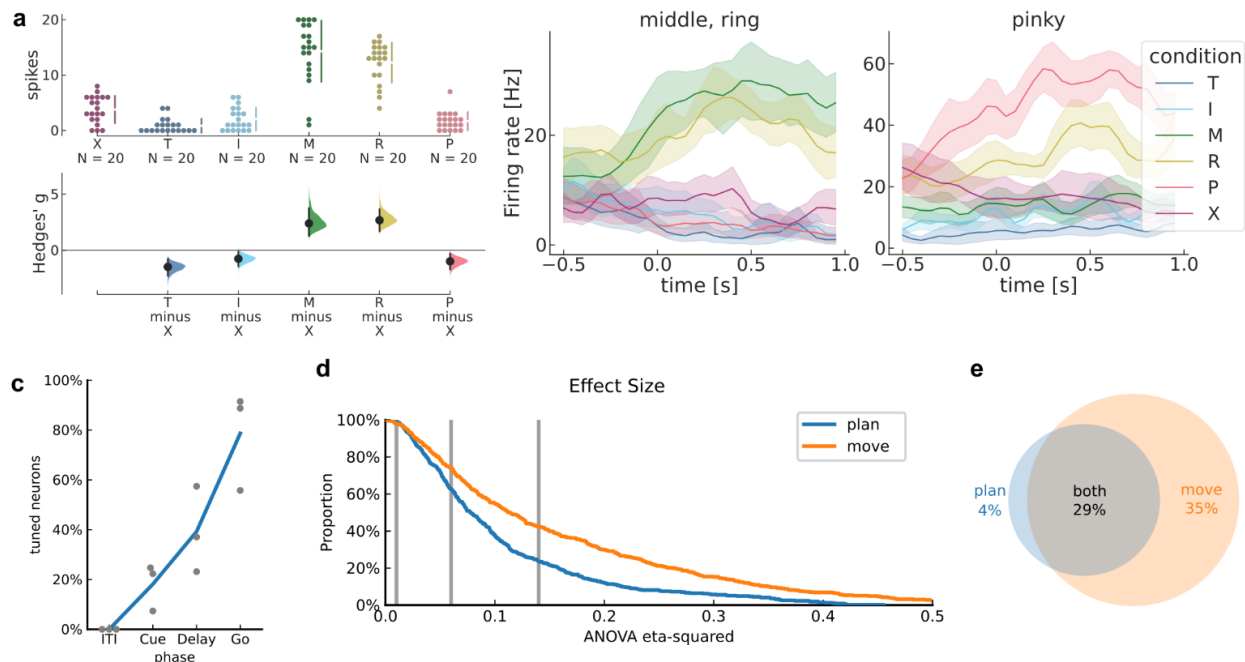 a
20
10
0
spikes
X
T
I
M
R
P
N = 20
N = 20
N = 20
N = 20
N = 20
N = 20
5
0
Hedges' g
T
minus
X
I
minus
X
M
minus
X
R
minus
X
P
minus
X
middle, ring
Firing rate [Hz]
20
0
−0.5
0.0
0.5
1.0
time [s]
pinky
60
40
20
0
−0.5
0.0
0.5
1.0
time [s]
condition
T
I
M
R
P
X
c
tuned neurons
100%
80%
60%
40%
20%
0%
ITI
Cue
Delay
Go
phase
d
Effect Size
Proportion
100%
80%
60%
40%
20%
0%
0.0
0.1
0.2
0.3
0.4
0.5
ANOVA eta-squared
plan
move
e
plan
4%
both
29%
move
35%